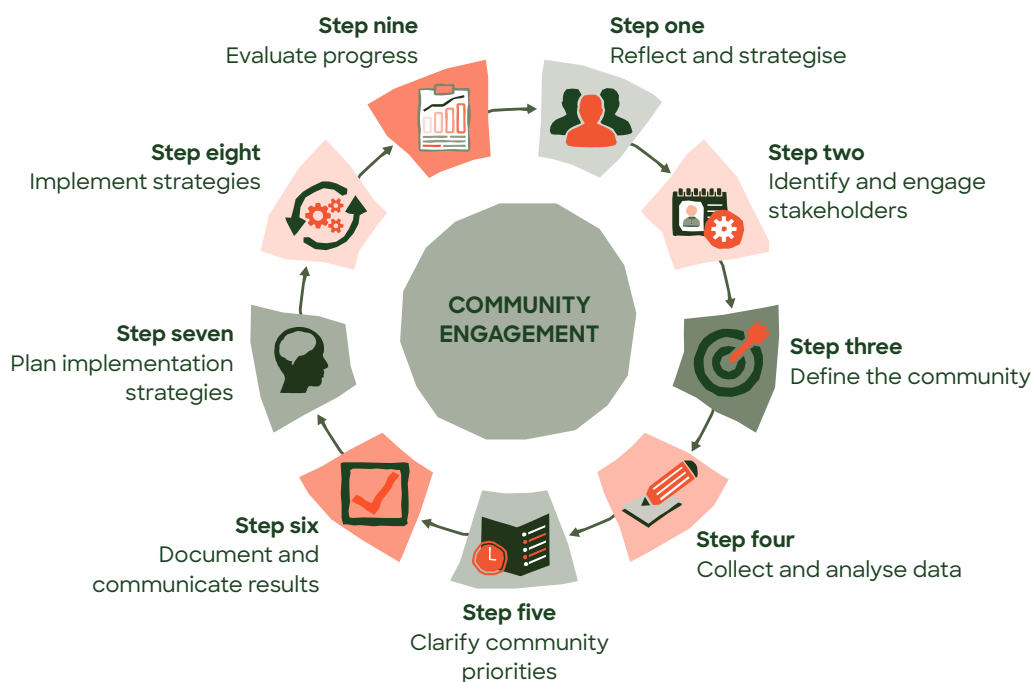 Step nine
Evaluate progress
Step one
Reflect and strategise
Step eight
Implement strategies
Step two
Identify and engage
stakeholders
COMMUNITY
ENGAGEMENT
Step seven
Plan implementation
strategies
Step three
Define the community
Step six
Document and
communicate results
Step four
Collect and analyse data
Step five
Clarify community
priorities